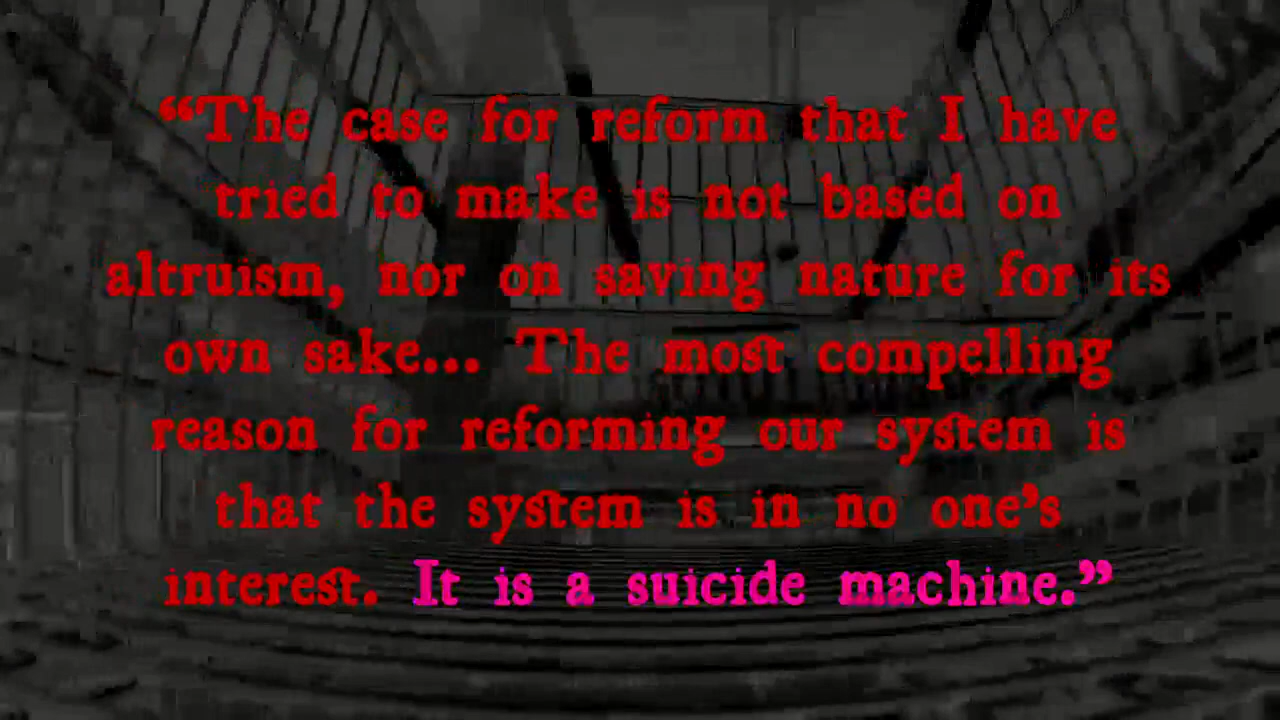 “The case for reform that I have
tried to make is not based on
altruism, nor on saving nature for its
own sake... The most compelling
reason for reforming our system is
that the system is in no one’s
interest. It is a suicide machine.”